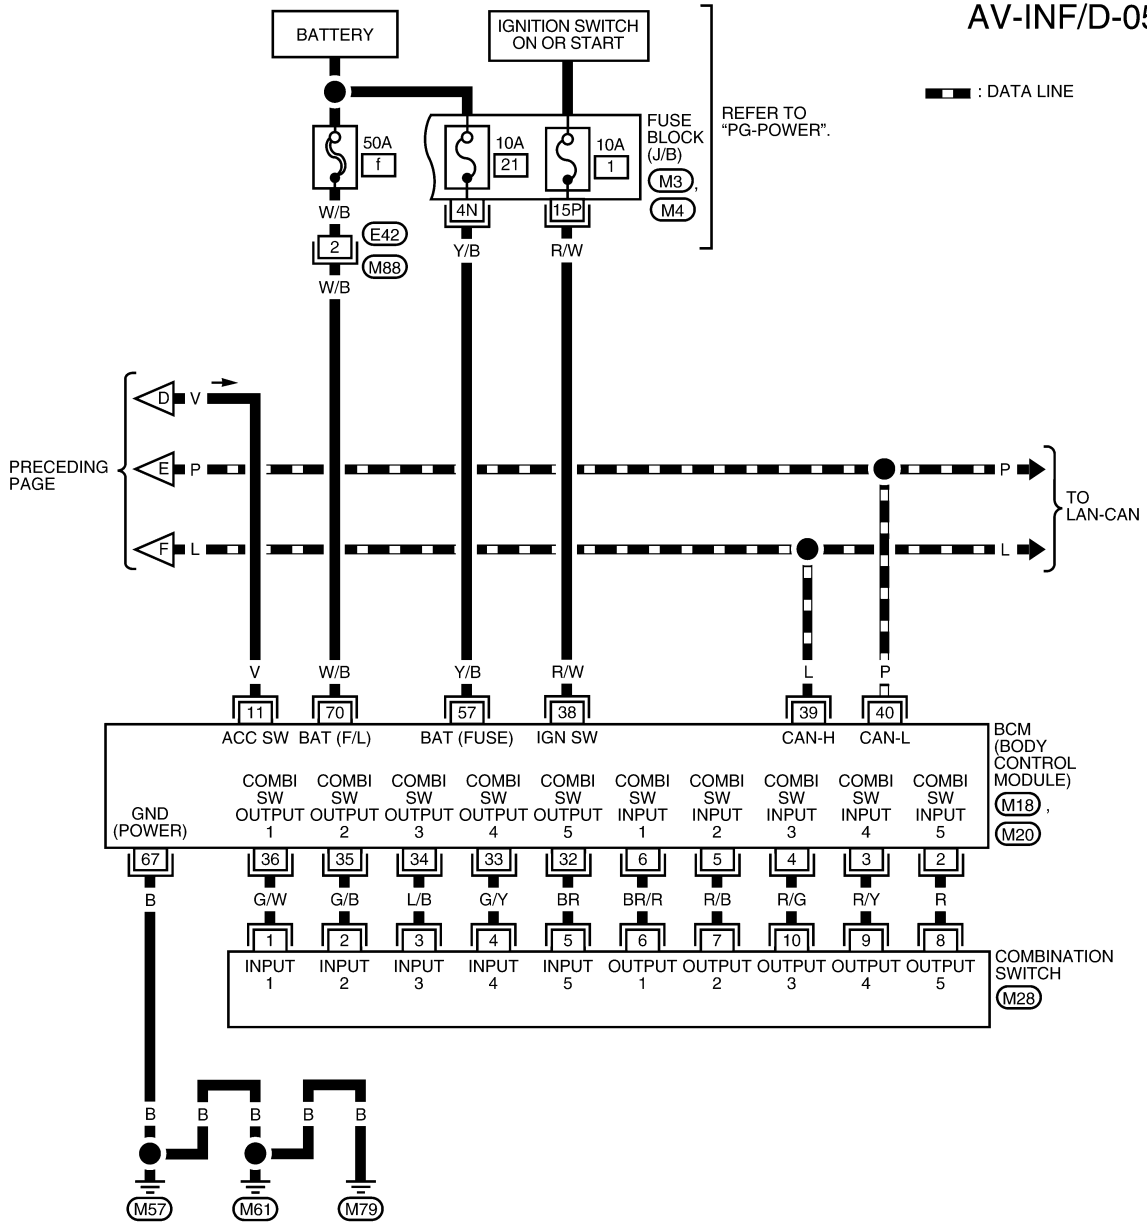 AV-INF/D-05
BATTERY
IGNITION SWITCH
ON OR START
: DATA LINE
REFER TO
“PG-POWER”.
50A
f
10A
21
10A
1
FUSE
BLOCK
(J/B)
M3 ,
M4
W/B
4N
15P
2
E42
M88
Y/B
R/W
W/B
PRECEDING
PAGE
D V
E P
P
F L
L
TO
LAN-CAN
V
W/B
Y/B
R/W
L
P
11
70
57
38
39
40
ACC SW
BAT (F/L)
BAT (FUSE)
IGN SW
CAN-H
CAN-L
BCM
(BODY
CONTROL
MODULE)
M18 ,
M20
GND
(POWER)
COMBI
SW
OUTPUT
1
COMBI
SW
OUTPUT
2
COMBI
SW
OUTPUT
3
COMBI
SW
OUTPUT
4
COMBI
SW
OUTPUT
5
COMBI
SW
INPUT
1
COMBI
SW
INPUT
2
COMBI
SW
INPUT
3
COMBI
SW
INPUT
4
COMBI
SW
INPUT
5
67
36
35
34
33
32
6
5
4
3
2
B
G/W
G/B
L/B
G/Y
BR
BR/R
R/B
R/G
R/Y
R
1
2
3
4
5
6
7
10
9
8
INPUT
1
INPUT
2
INPUT
3
INPUT
4
INPUT
5
OUTPUT
1
OUTPUT
2
OUTPUT
3
OUTPUT
4
OUTPUT
5
COMBINATION
SWITCH
M28
B
B
B
B
B
M57
M61
M79